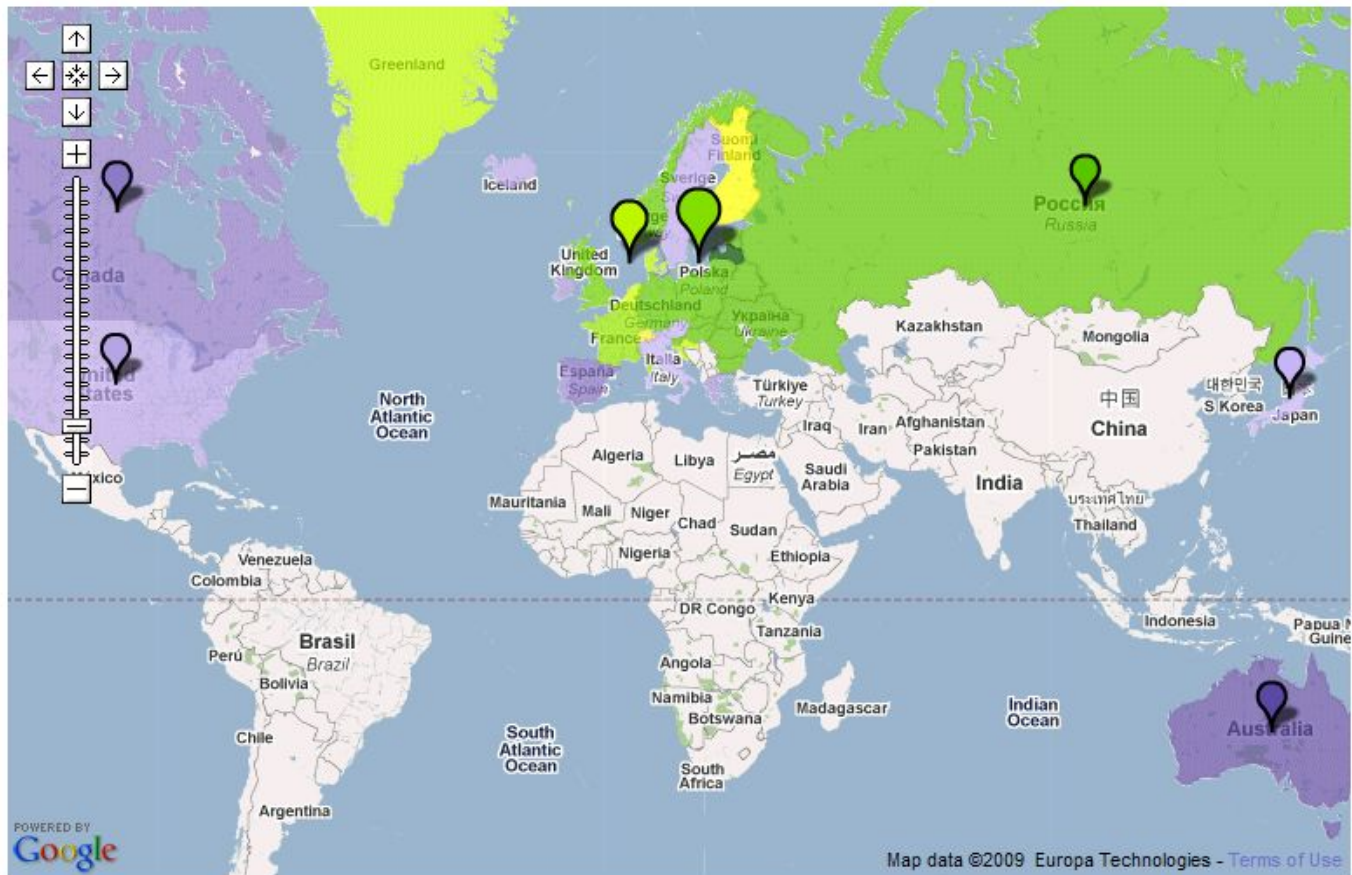 Greenland
Suomi
Finland
Iceland
Sverige
Россия
Russia
United
Kingdom
Canada
Polska
Poland
Deutschland
Germany
Україна
Ukraine
France
Kazakhstan
Mongolia
Italia
Italy
España
Spain
United
States
Türkiye
Turkey
中国
China
대한민국
S Korea
Japan
North
Atlantic
Ocean
Iraq
Iran
Afghanistan
Pakistan
Algeria
Libya
مصر
Egypt
Saudi
Arabia
India
México
Mauritania
Mali
Niger
Chad
Sudan
ประเทศไทย
Thailand
Nigeria
Ethiopia
Venezuela
Colombia
DR Congo
Kenya
Tanzania
Indonesia
Papua N
Guine
Brasil
Brazil
Perú
Bolivia
Angola
Namibia
Botswana
Madagascar
Indian
Ocean
Australia
Chile
South
Atlantic
Ocean
South
Africa
Argentina
POWERED BY
Google
Map data ©2009 Europa Technologies - Terms of Use